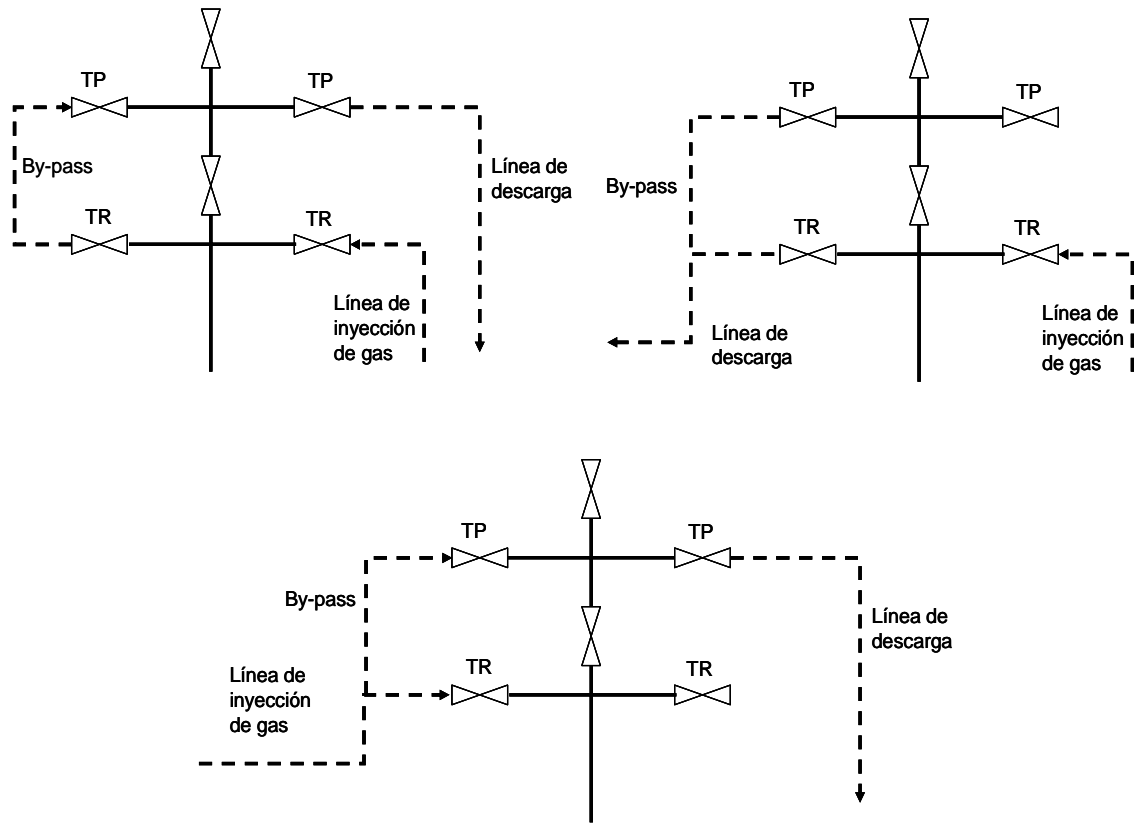 TP
TP
By-pass
Línea de
descarga
TR
TR
Línea de
inyección
de gas
TP
TP
By-pass
TR
TR
Línea de
descarga
Línea de
inyección
de gas
TP
TP
By-pass
Línea de
descarga
TR
TR
Línea de
inyección
de gas